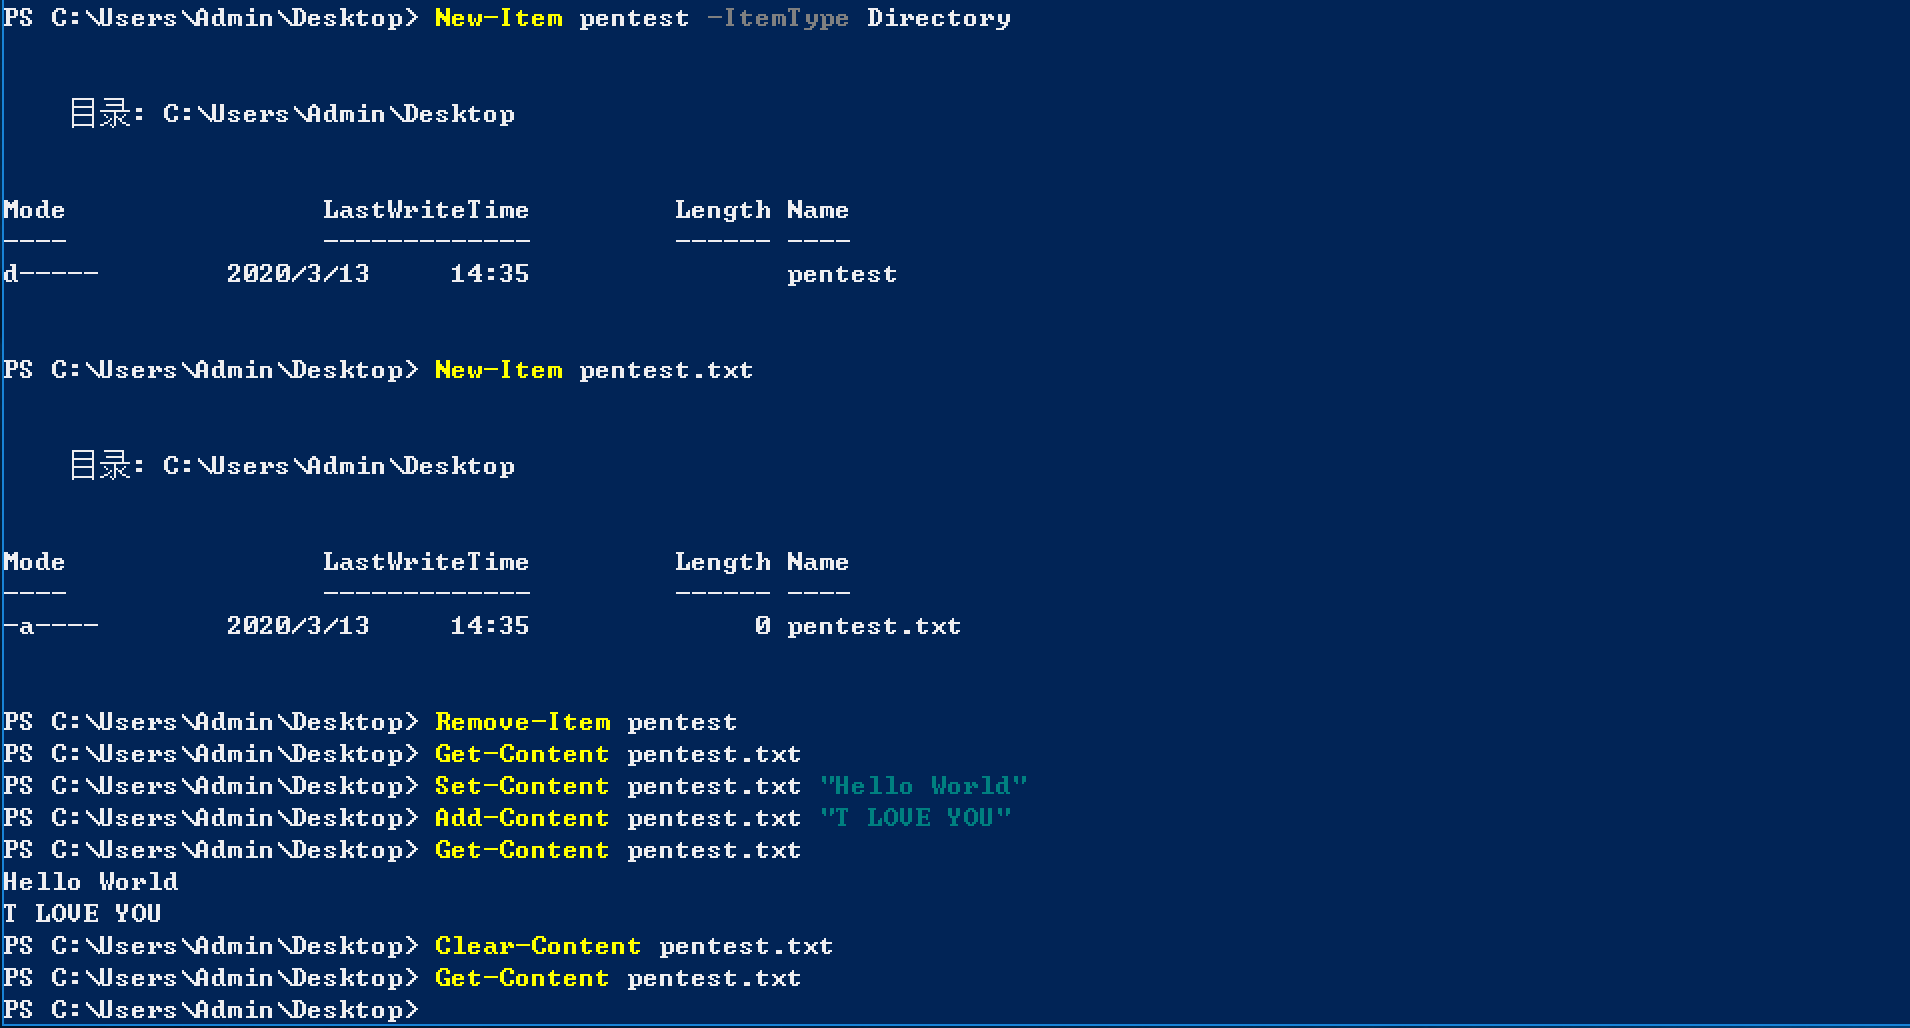 PS C:\Users\Admin\Desktop> New-Item pentest -ItemType Directory
目录: C:\Users\Admin\Desktop
Mode LastWriteTime Length Name
---- ------------- ------ ----
d----- 2020/3/13 14:35 pentest
PS C:\Users\Admin\Desktop> New-Item pentest.txt
目录: C:\Users\Admin\Desktop
Mode LastWriteTime Length Name
---- ------------- ------ ----
-a---- 2020/3/13 14:35 0 pentest.txt
PS C:\Users\Admin\Desktop> Remove-Item pentest
PS C:\Users\Admin\Desktop> Get-Content pentest.txt
PS C:\Users\Admin\Desktop> Set-Content pentest.txt "Hello World"
PS C:\Users\Admin\Desktop> Add-Content pentest.txt "T LOVE YOU"
PS C:\Users\Admin\Desktop> Get-Content pentest.txt
Hello World
T LOVE YOU
PS C:\Users\Admin\Desktop> Clear-Content pentest.txt
PS C:\Users\Admin\Desktop> Get-Content pentest.txt
PS C:\Users\Admin\Desktop>